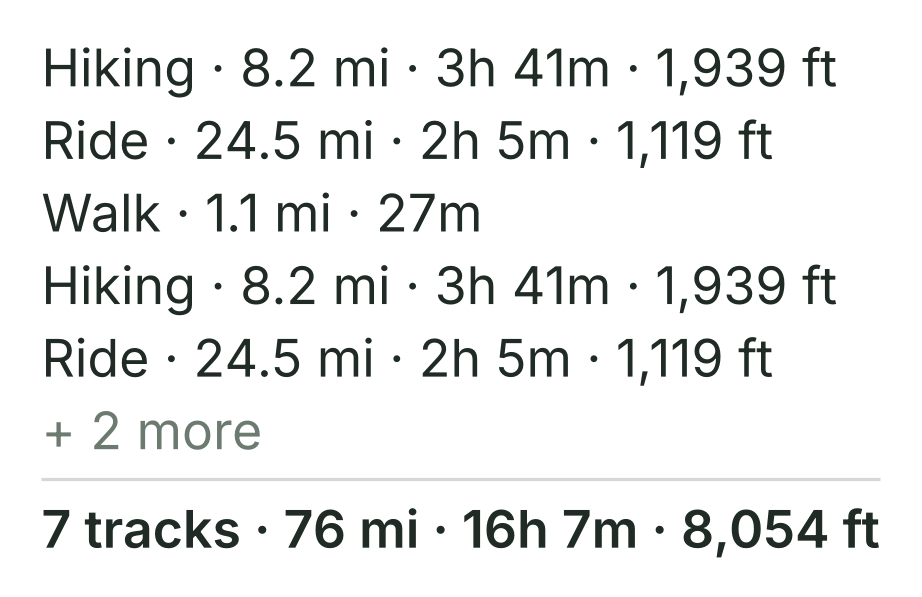 Hiking · 8.2 mi · 3h 41m · 1,939 ft
Ride · 24.5 mi · 2h 5m · 1,119 ft
Walk · 1.1 mi · 27m
Hiking · 8.2 mi · 3h 41m · 1,939 ft
Ride · 24.5 mi · 2h 5m · 1,119 ft
+ 2 more
7 tracks · 76 mi · 16h 7m · 8,054 ft